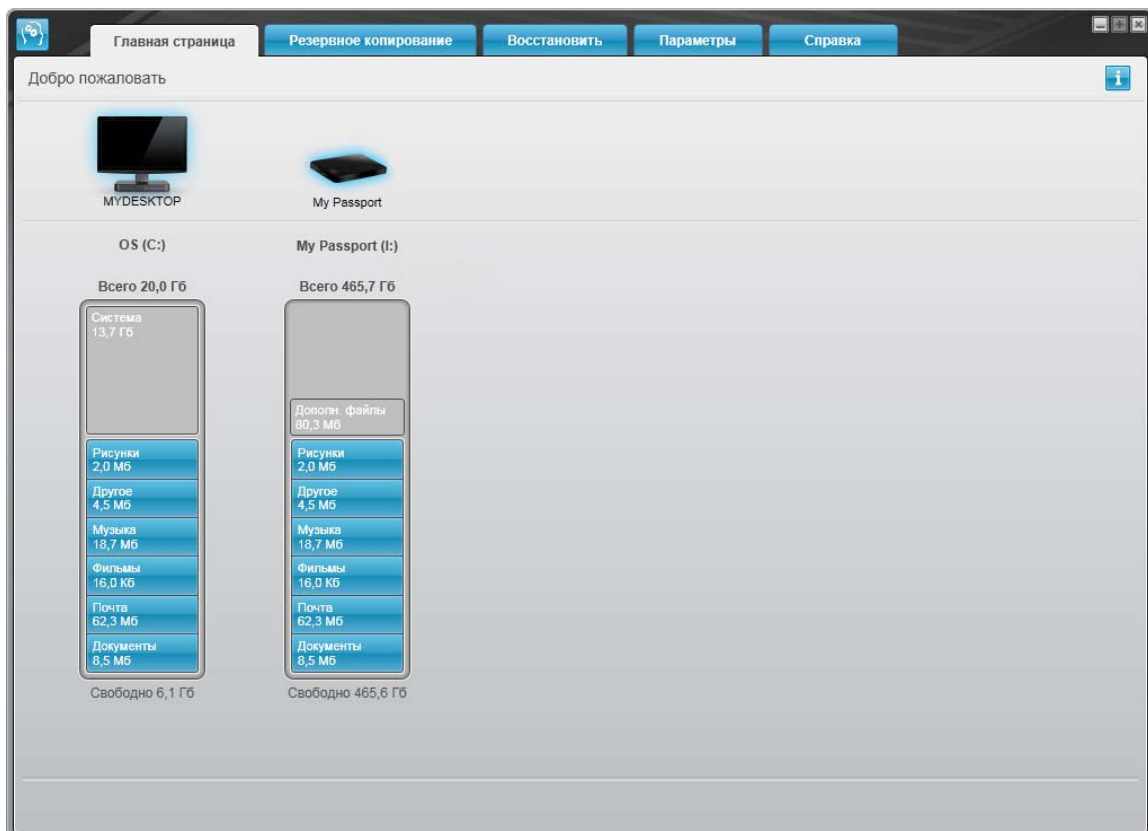 Главная страница
Резервное копирование
Восстановить
Параметры
Справка
Добро пожаловать
MYDESKTOP
My Passport
OS (C:)
My Passport (I:)
Всего 20,0 Гб
Всего 465,7 Гб
Система
13,7 Гб
Дополн. файлы
80,3 Мб
Рисунки
2,0 Мб
Рисунки
2,0 Мб
Другое
4,5 Мб
Другое
4,5 Мб
Музыка
18,7 Мб
Музыка
18,7 Мб
Фильмы
16,0 Кб
Фильмы
16,0 Кб
Почта
62,3 Мб
Почта
62,3 Мб
Документы
8,5 Мб
Документы
8,5 Мб
Свободно 6,1 Гб
Свободно 465,6 Гб